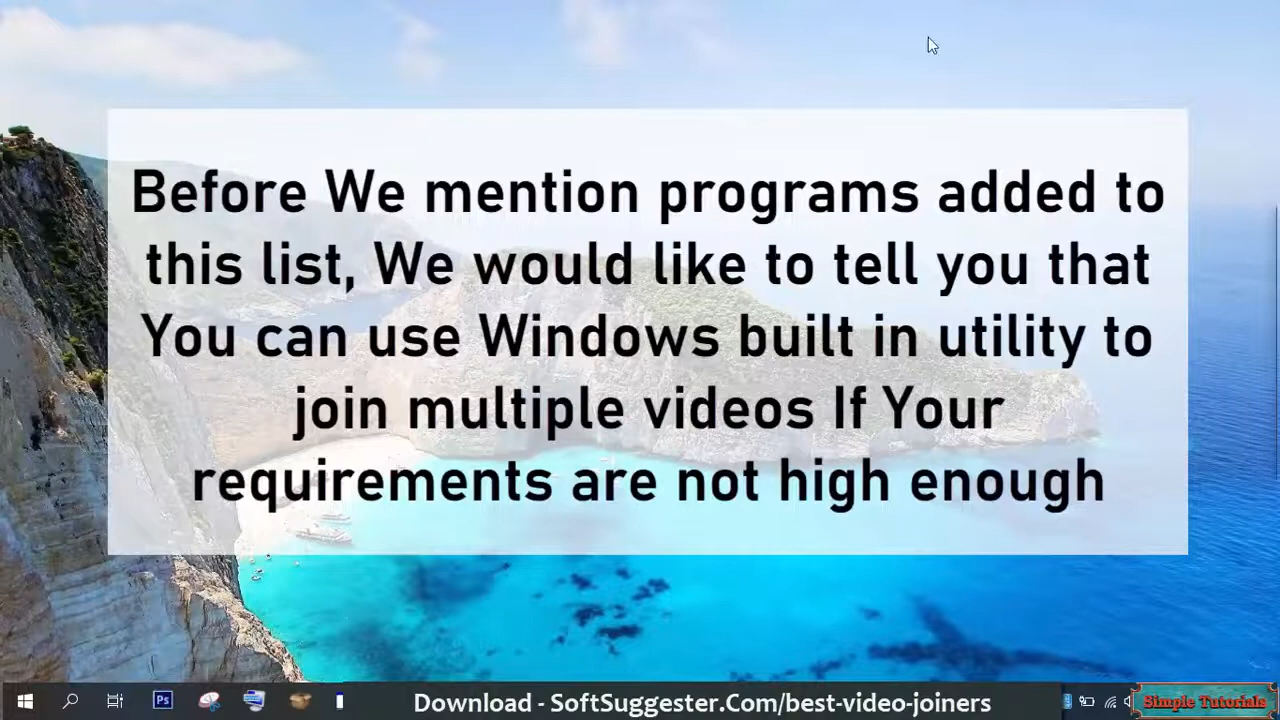 Before We mention programs added to
this list, We would like to tell you that
You can use Windows built in utility to
join multiple videos If Your
requirements are not high enough
Ps
Download - SoftSuggester.Com/best-video-joiners
Simple Tutorials